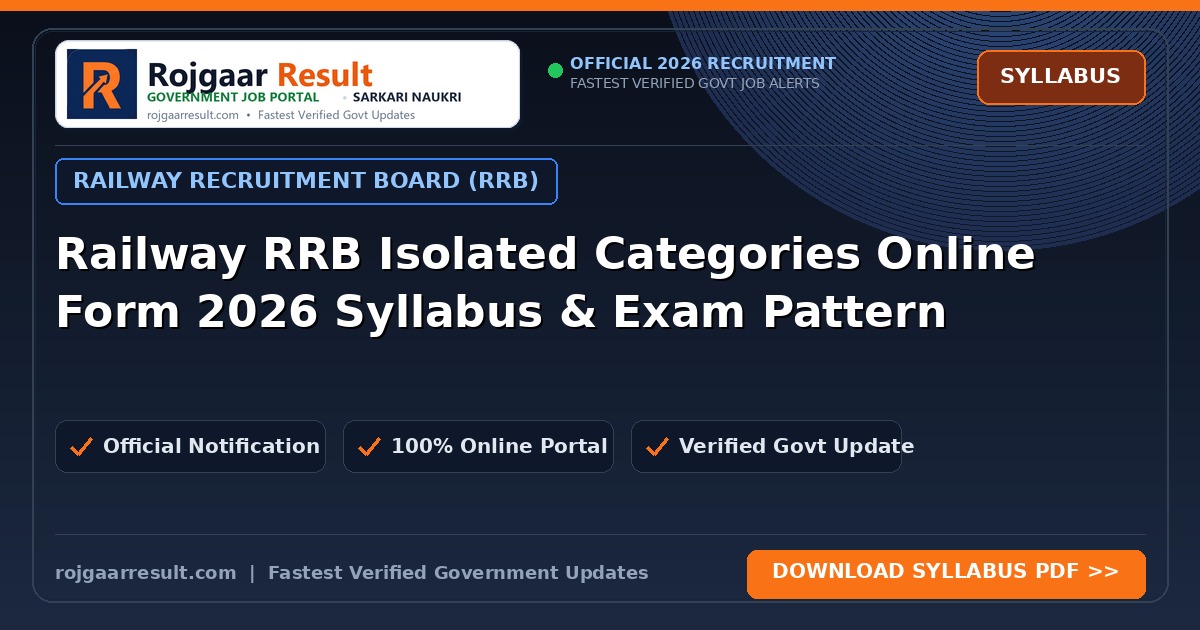 Rojgaar Result
GOVERNMENT JOB PORTAL • SARKARI NAUKRI
rojgaarresult.com • Fastest Verified Govt Updates
OFFICIAL 2026 RECRUITMENT
FASTEST VERIFIED GOVT JOB ALERTS
SYLLABUS
RAILWAY RECRUITMENT BOARD (RRB)
Railway RRB Isolated Categories Online
Form 2026 Syllabus & Exam Pattern
Official Notification
100% Online Portal
Verified Govt Update
rojgaarresult.com | Fastest Verified Government Updates
DOWNLOAD SYLLABUS PDF >>